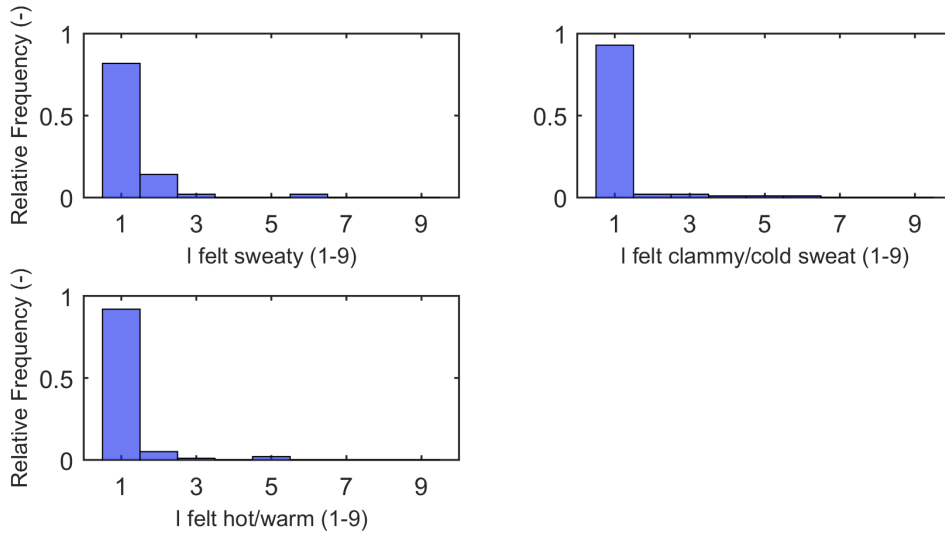 Relative Frequency (-)
1
0.5
0
1 3 5 7 9
I felt sweaty (1-9)
1
0.5
0
1 3 5 7 9
I felt clammy/cold sweat (1-9)
Relative Frequency (-)
1
0.5
0
1 3 5 7 9
I felt hot/warm (1-9)